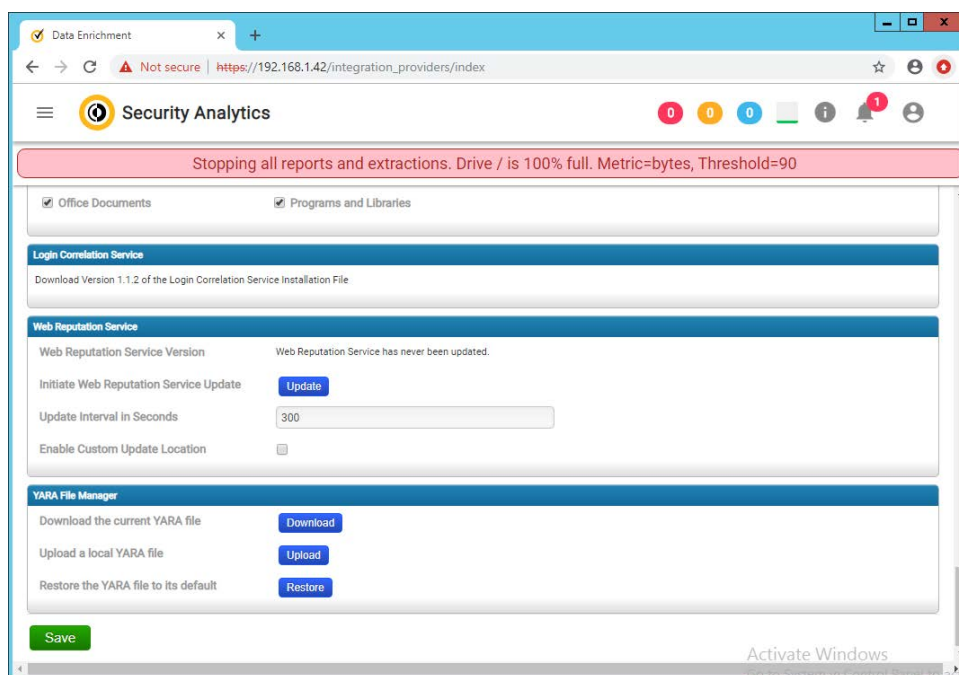 Data Enrichment
Not secure | https://192.168.1.42/integration_providers/index
Security Analytics
0 0 0 1
Stopping all reports and extractions. Drive / is 100% full. Metric=bytes, Threshold=90
Office Documents Programs and Libraries
Login Correlation Service
Download Version 1.1.2 of the Login Correlation Service Installation File
Web Reputation Service
Web Reputation Service Version Web Reputation Service has never been updated.
Initiate Web Reputation Service Update Update
Update Interval in Seconds 300
Enable Custom Update Location
YARA File Manager
Download the current YARA file Download
Upload a local YARA file Upload
Restore the YARA file to its default Restore
Save
Activate Windows